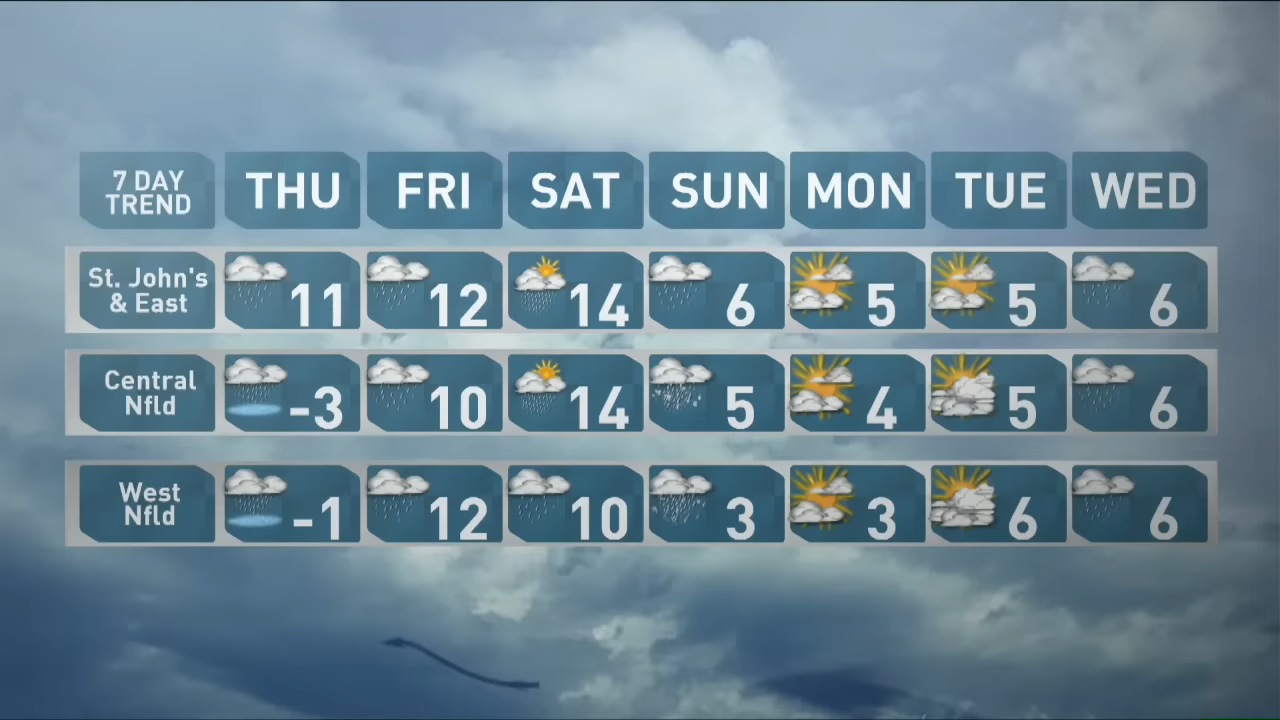 7 DAY
TREND
THU FRI SAT SUN MON TUE WED
St. John's
& East
11 12 14 6 5 5 6
Central
Nfld
-3 10 14 5 4 5 6
West
Nfld
-1 12 10 3 3 6 6